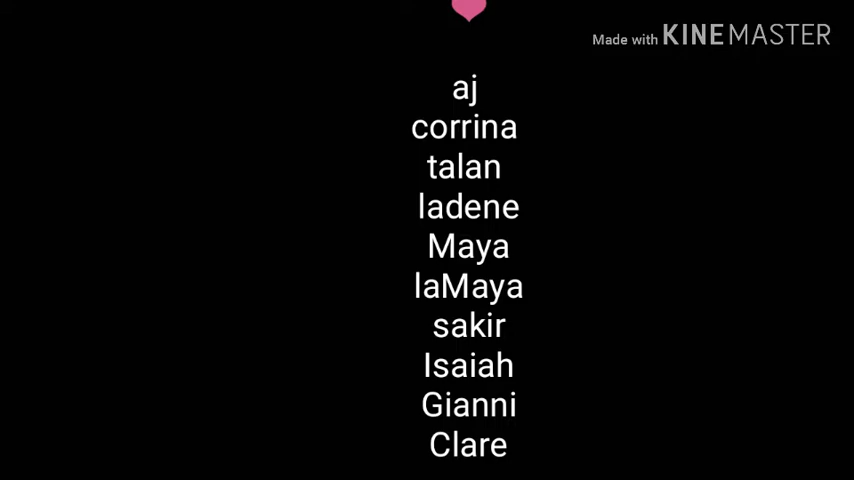 Made with KINEMASTER
aj
corrina
talan
ladene
Maya
laMaya
sakir
Isaiah
Gianni
Clare